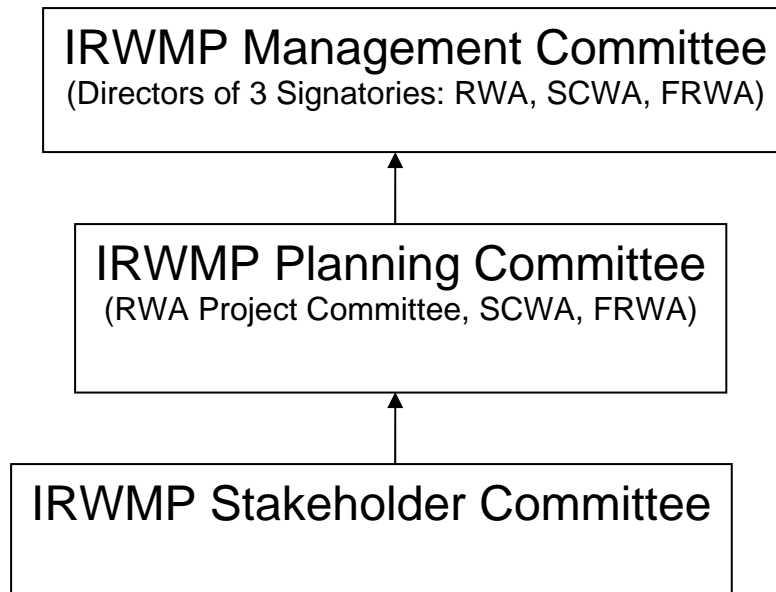 IRWMP Management Committee
(Directors of 3 Signatories: RWA, SCWA, FRWA)
IRWMP Planning Committee
(RWA Project Committee, SCWA, FRWA)
IRWMP Stakeholder Committee